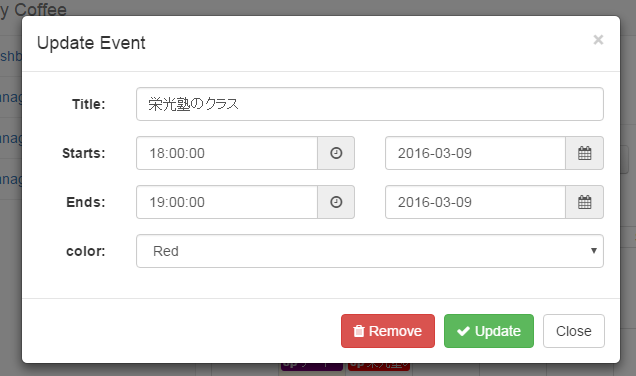 y Coffee
Update Event ×
Title: 栄光塾のクラス
Starts: 18:00:00 2016-03-09
Ends: 19:00:00 2016-03-09
color: Red
Remove Update Close